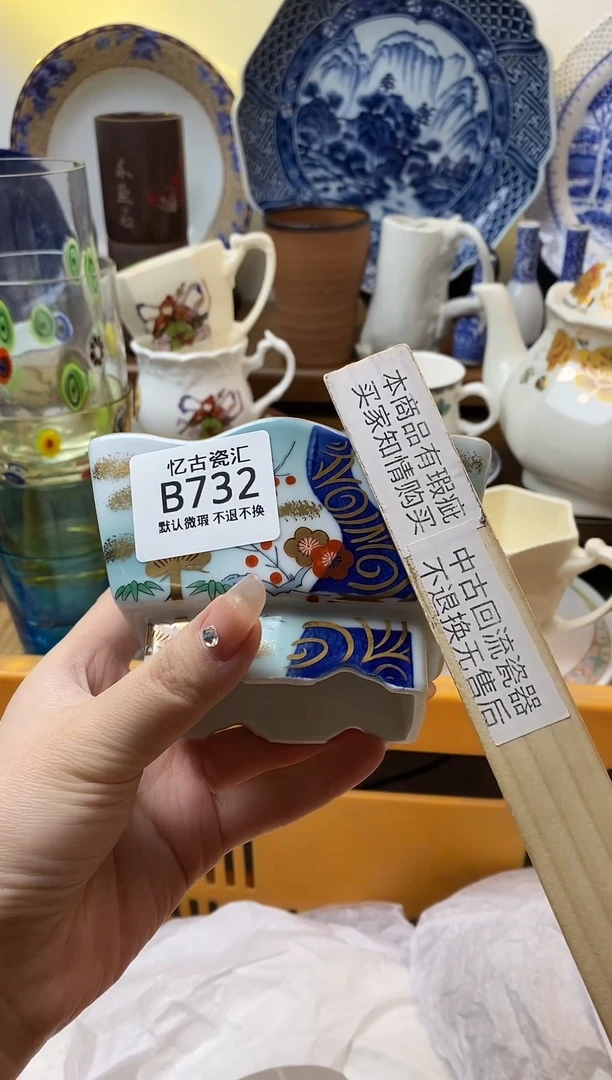 忆古瓷汇
B732
默认微瑕 不退不换
本商品有瑕疵
买家知情购买
中古回流瓷器
不退换无售后